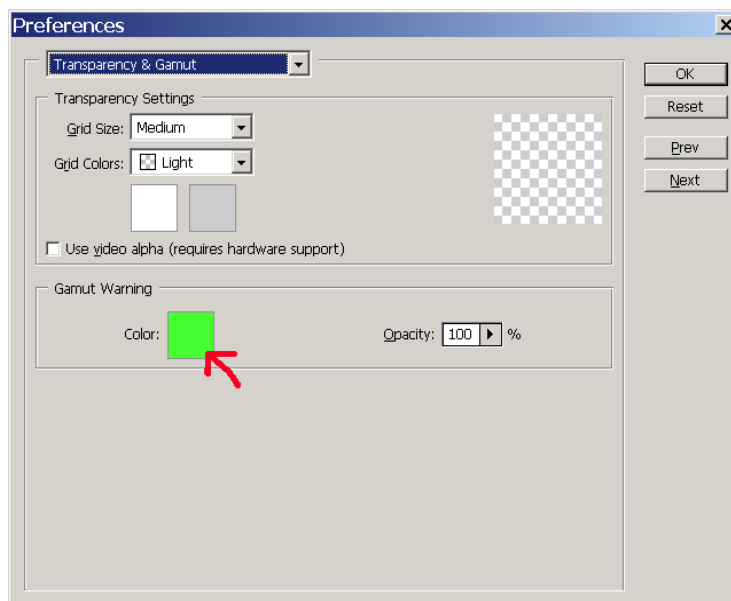 Preferences
Transparency & Gamut
OK
Transparency Settings
Reset
Grid Size: Medium
Prev
Grid Colors: Light
Next
Use video alpha (requires hardware support)
Gamut Warning
Color:
Opacity: 100 %